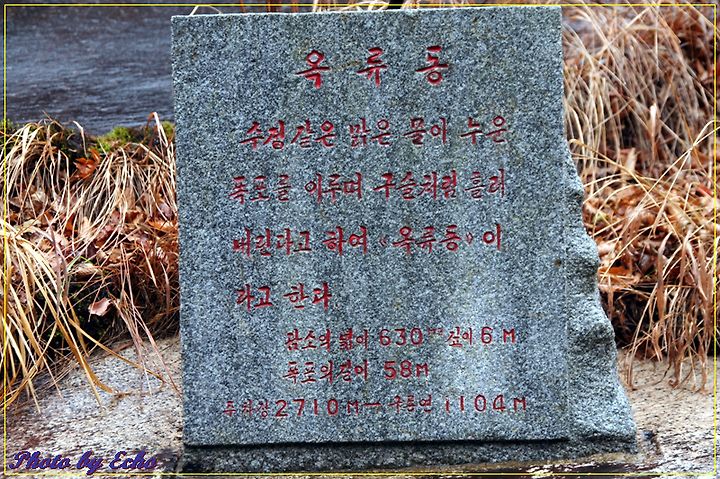 옥류동
수정같은 맑은 물이 누운
폭포를 이루며 구슬처럼 흘러
내린다고 하여 《옥류동》이
라고 한다
담소의 넓이 630m² 깊이 6M
폭포의 길이 58M
주차장 2710M — 구룡연 1104M
Photo by Echo